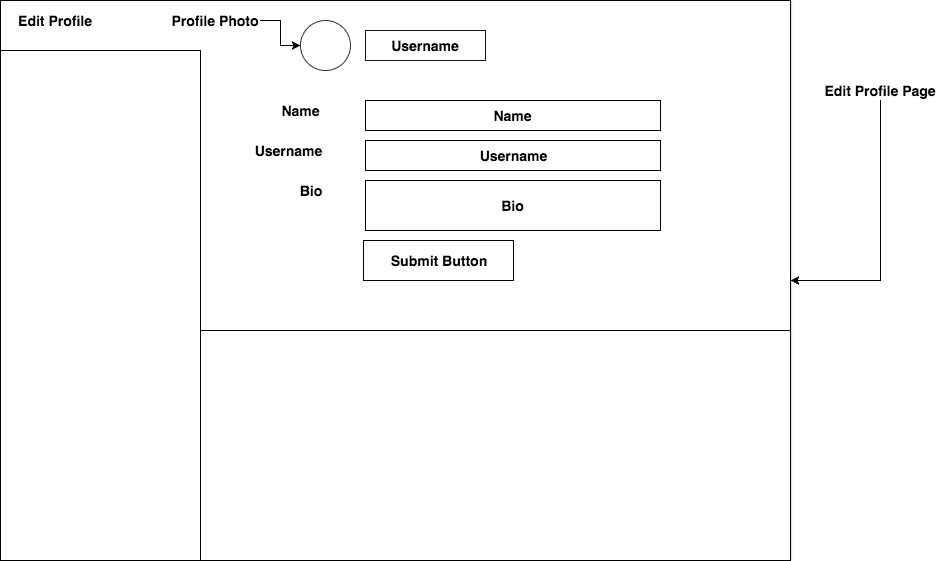 Edit Profile
Profile Photo
Username
Edit Profile Page
Name
Name
Username
Username
Bio
Bio
Submit Button